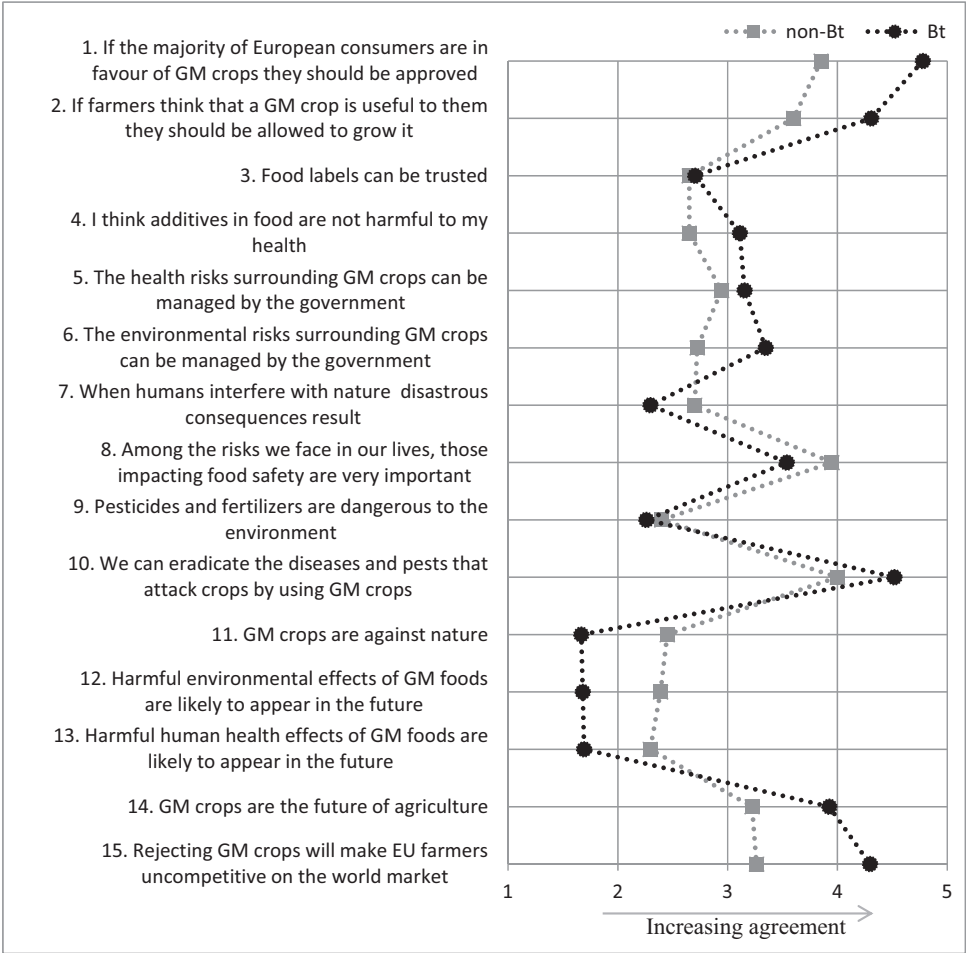 non-Bt Bt
1. If the majority of European consumers are in
favour of GM crops they should be approved
2. If farmers think that a GM crop is useful to them
they should be allowed to grow it
3. Food labels can be trusted
4. I think additives in food are not harmful to my
health
5. The health risks surrounding GM crops can be
managed by the government
6. The environmental risks surrounding GM crops
can be managed by the government
7. When humans interfere with nature disastrous
consequences result
8. Among the risks we face in our lives, those
impacting food safety are very important
9. Pesticides and fertilizers are dangerous to the
environment
10. We can eradicate the diseases and pests that
attack crops by using GM crops
11. GM crops are against nature
12. Harmful environmental effects of GM foods
are likely to appear in the future
13. Harmful human health effects of GM foods are
likely to appear in the future
14. GM crops are the future of agriculture
15. Rejecting GM crops will make EU farmers
uncompetitive on the world market
1 2 3 4 5
Increasing agreement